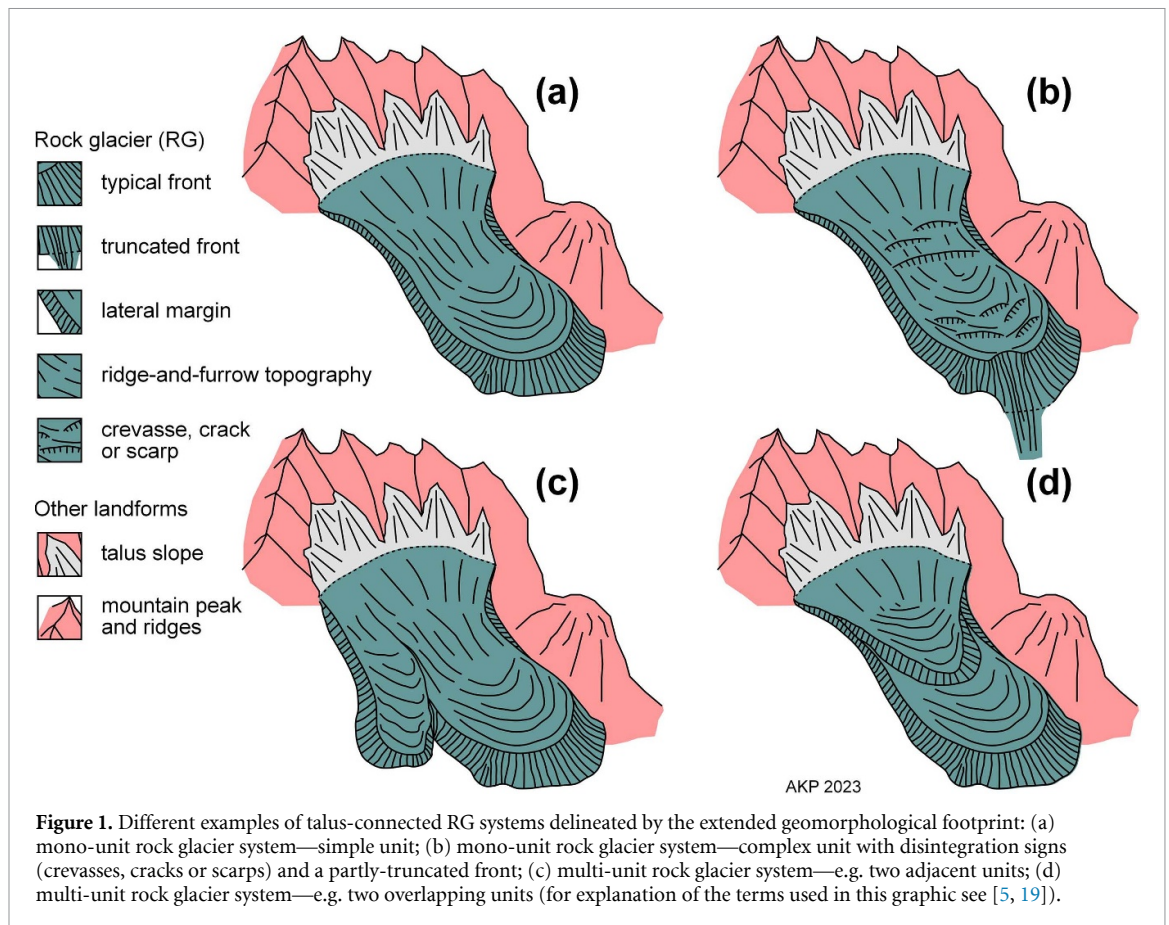 (a)
(b)
Rock glacier (RG)
typical front
truncated front
lateral margin
ridge-and-furrow topography
crevasse, crack
or scarp
(c)
(d)
Other landforms
talus slope
mountain peak
and ridges
AKP 2023
Figure 1. Different examples of talus-connected RG systems delineated by the extended geomorphological footprint: (a)
mono-unit rock glacier system—simple unit; (b) mono-unit rock glacier system—complex unit with disintegration signs
(crevasses, cracks or scarps) and a partly-truncated front; (c) multi-unit rock glacier system—e.g. two adjacent units; (d)
multi-unit rock glacier system—e.g. two overlapping units (for explanation of the terms used in this graphic see [5, 19]).